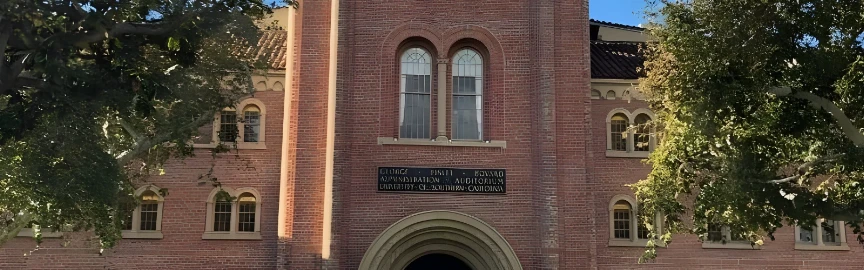 GEORGE · FINLEY · BOVARD
ADMINISTRATION · AUDITORIUM
UNIVERSITY · OF · SOUTHERN · CALIFORNIA